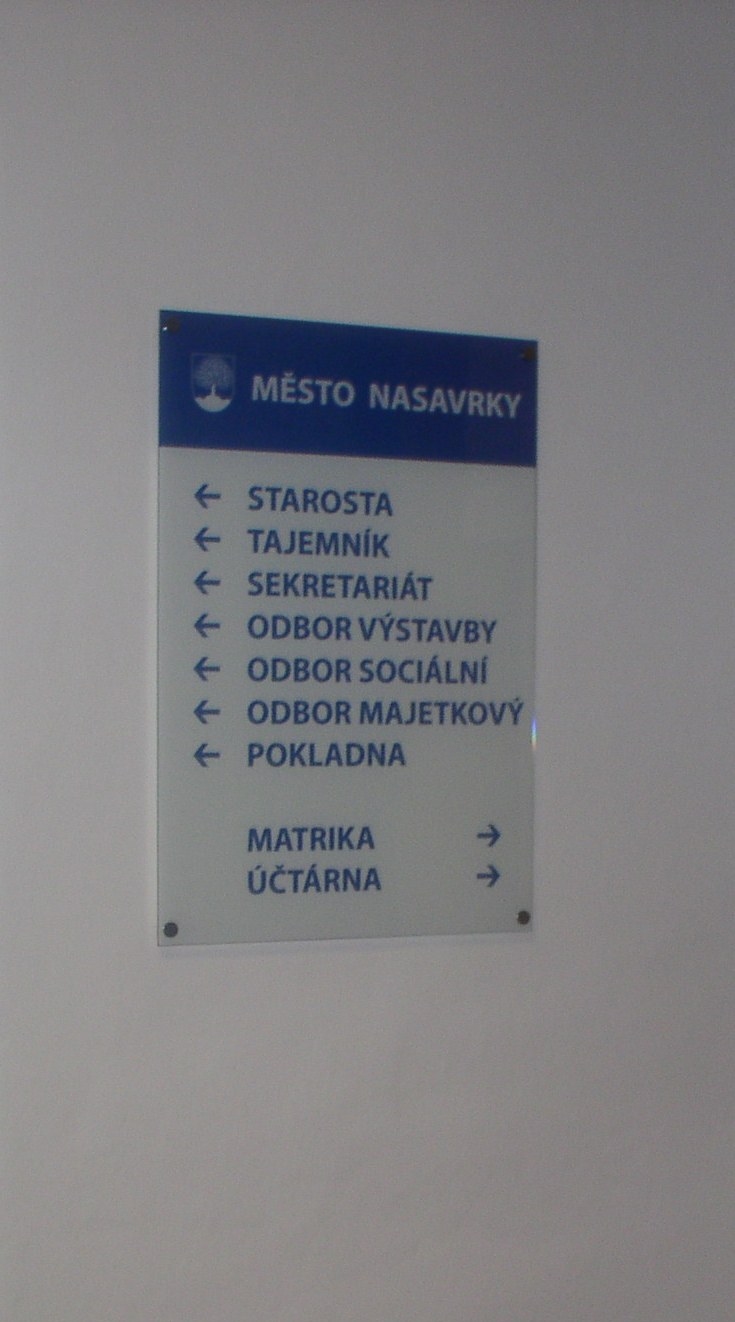 MĚSTO NASAVRKY
← STAROSTA
← TAJEMNÍK
← SEKRETARIÁT
← ODBOR VÝSTAVBY
← ODBOR SOCIÁLNÍ
← ODBOR MAJETKOVÝ
← POKLADNA
MATRIKA →
ÚČTÁRNA →